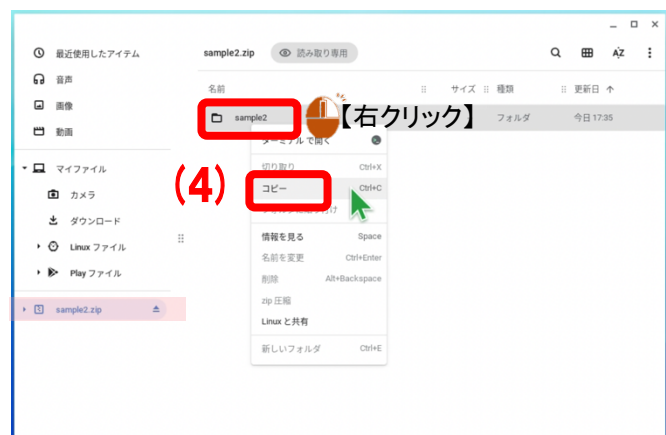 最近使用したアイテム
音声
画像
動画
マイファイル
カメラ
ダウンロード
Linux ファイル
Play ファイル
sample2.zip
sample2.zip
読み取り専用
AZ
名前
サイズ
種類
更新日
sample2
【右クリック】
フォルダ
今日 17:35
ターミナル で開く
切り取り Ctrl+X
(4)
コピー Ctrl+C
情報を見る Space
名前を変更 Ctrl+Enter
削除 Alt+Backspace
zip 圧縮
Linux と共有
新しいフォルダ Ctrl+E